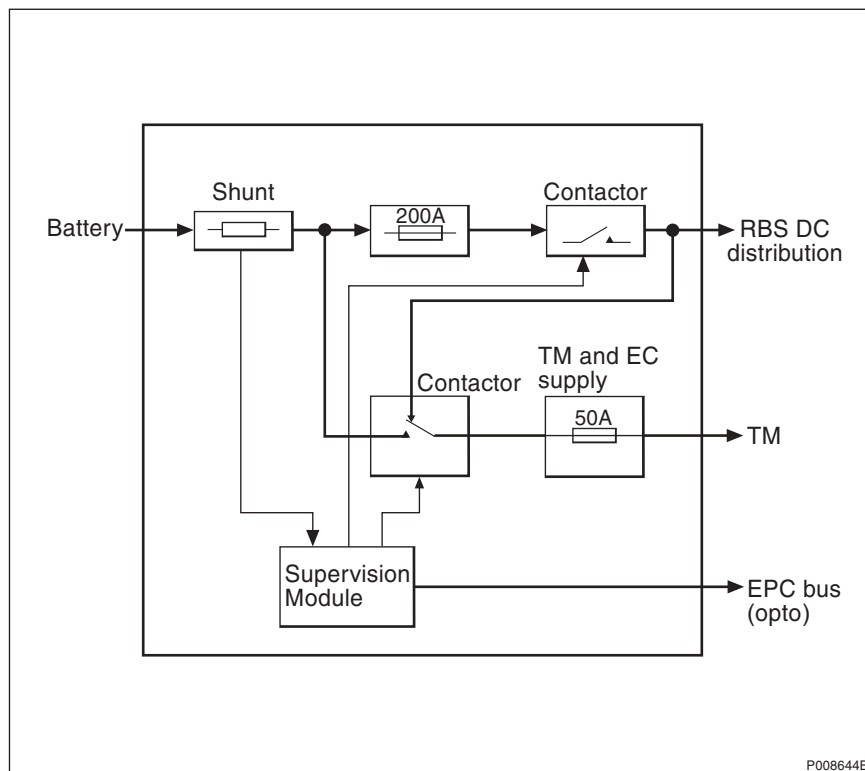 Shunt
Contactor
200A
Battery
RBS DC
distribution
Contactor
TM and EC
supply
50A
TM
Supervision
Module
EPC bus
(opto)